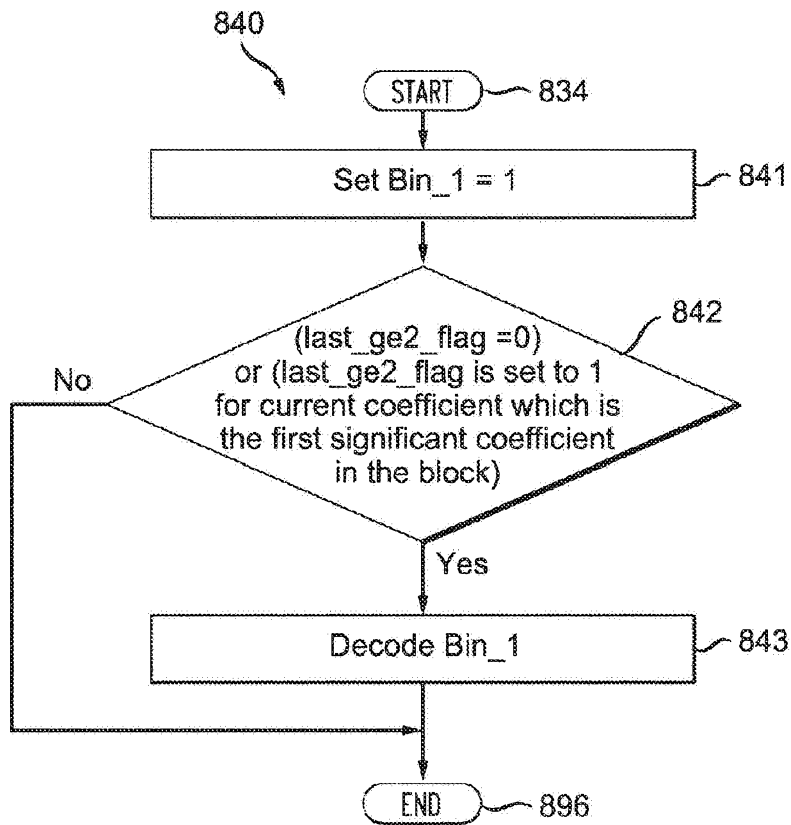 840
START
834
Set Bin_1 = 1
841
842
(last_ge2_flag =0)
or (last_ge2_flag is set to 1
for current coefficient which is
the first significant coefficient
in the block)
No
Yes
Decode Bin_1
843
END
896